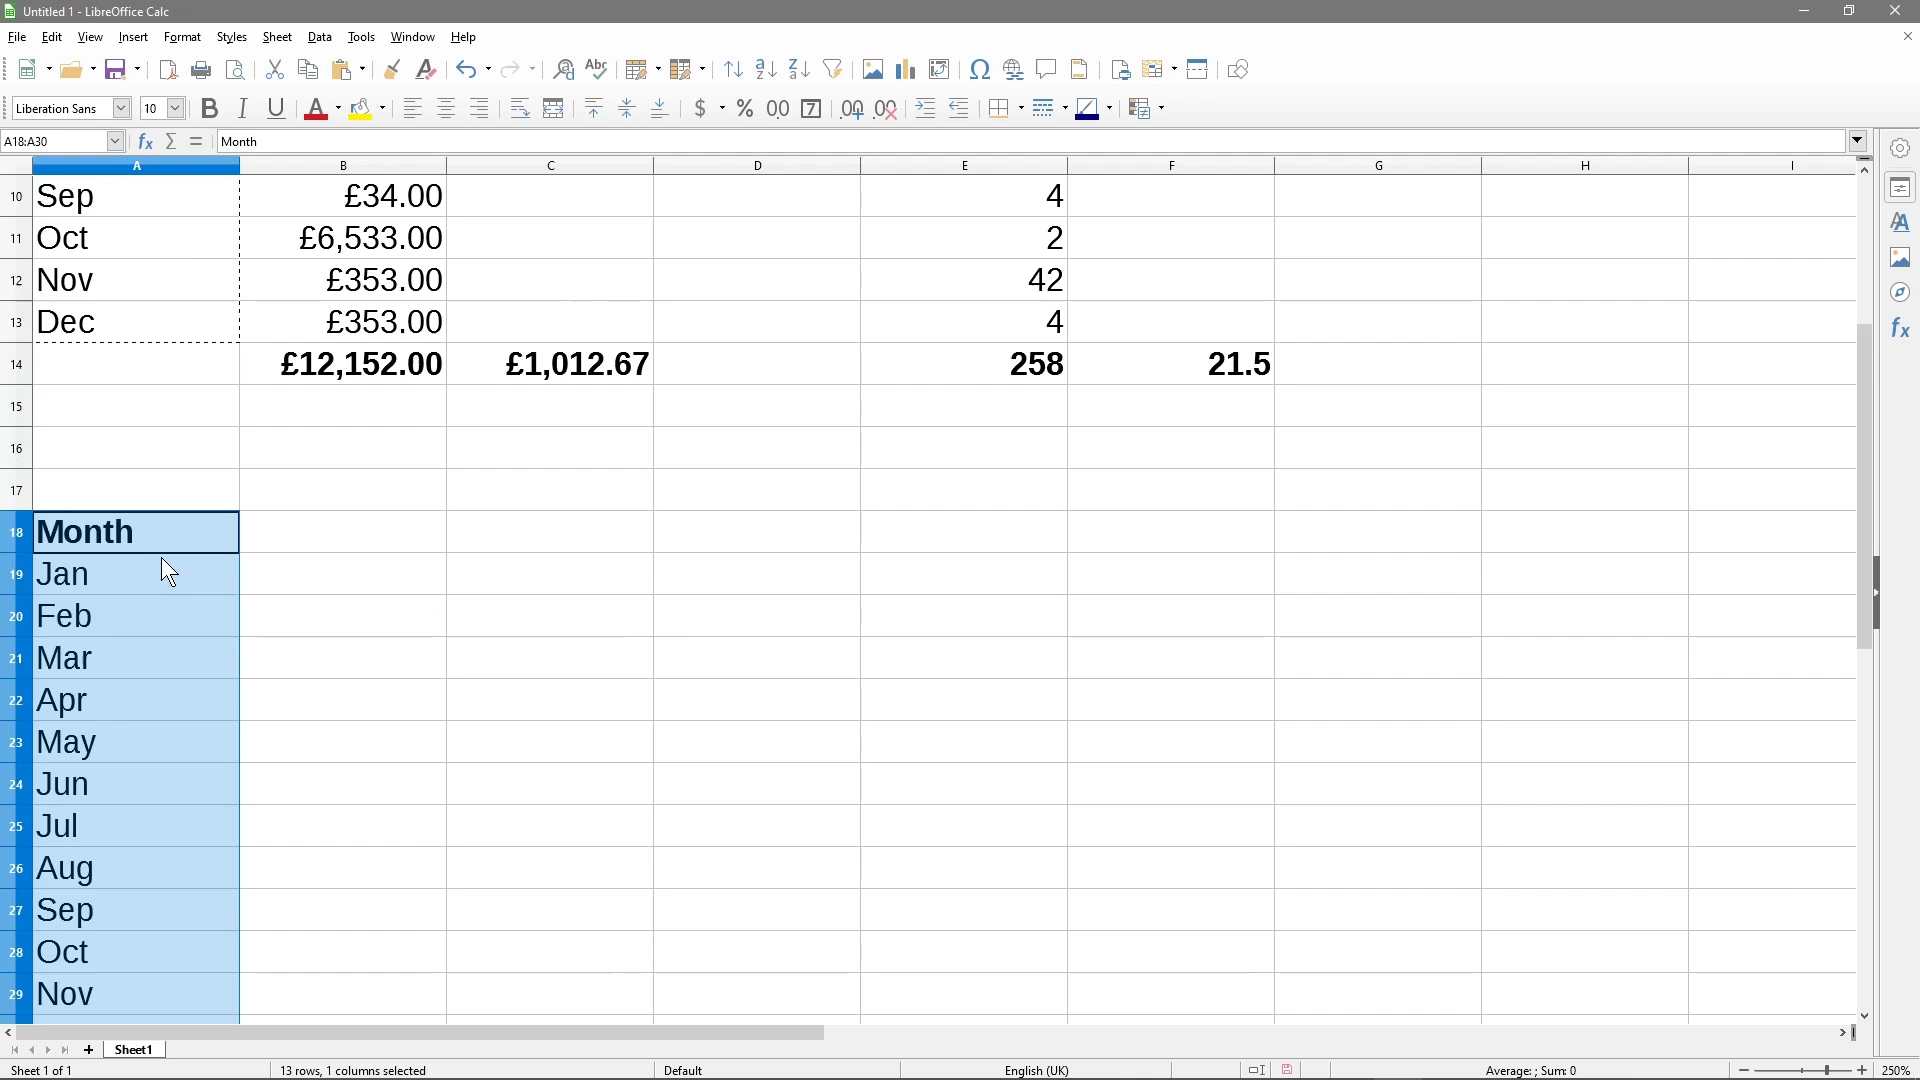 Untitled 1 - LibreOffice Calc
File Edit View Insert Format Styles Sheet Data Tools Window Help
Liberation Sans 10
A18:A30 Month
A B C D E F G H I
10 Sep £34.00 4
11 Oct £6,533.00 2
12 Nov £353.00 42
13 Dec £353.00 4
14 £12,152.00 £1,012.67 258 21.5
15
16
17
18 Month
19 Jan
20 Feb
21 Mar
22 Apr
23 May
24 Jun
25 Jul
26 Aug
27 Sep
28 Oct
29 Nov
Sheet1
Sheet 1 of 1 13 rows, 1 columns selected Default English (UK) Average: ; Sum: 0 250%